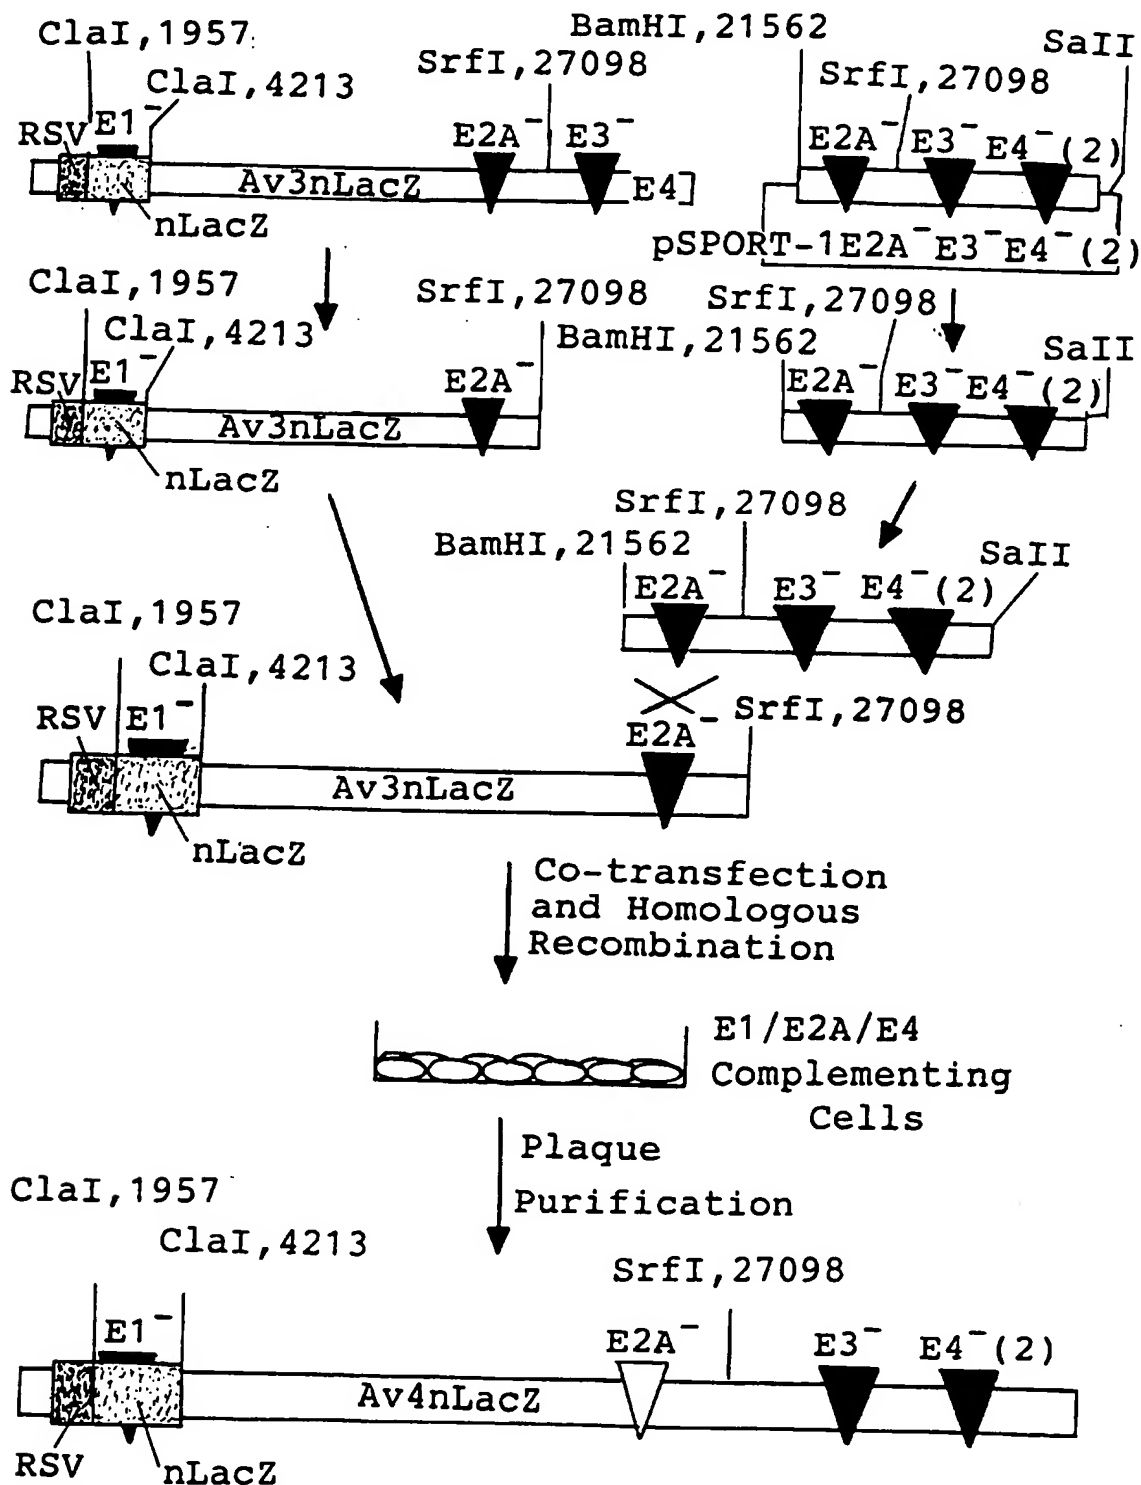 ClaI,1957
BamHI,21562
SaII
SrfI,27098
SrfI,27098
ClaI,4213
RSV
E1-
E2A-
E3-
E2A-
E3-
E4-(2)
Av3nLacZ
E4]
nLacZ
pSPORT-1E2A-E3-E4-(2)
ClaI,1957
SrfI,27098
SrfI,27098
ClaI,4213
BamHI,21562
SaII
RSV
E1-
E2A-
E2A-
E3-
E4-(2)
Av3nLacZ
nLacZ
SrfI,27098
BamHI,21562
SaII
E2A-
E3-
E4-(2)
ClaI,1957
ClaI,4213
RSV
E1-
SrfI,27098
E2A-
Av3nLacZ
nLacZ
Co-transfection
and Homologous
Recombination
E1/E2A/E4
Complementing
Cells
Plaque
Purification
ClaI,1957
ClaI,4213
SrfI,27098
E1-
E2A-
E3-
E4-(2)
Av4nLacZ
RSV
nLacZ